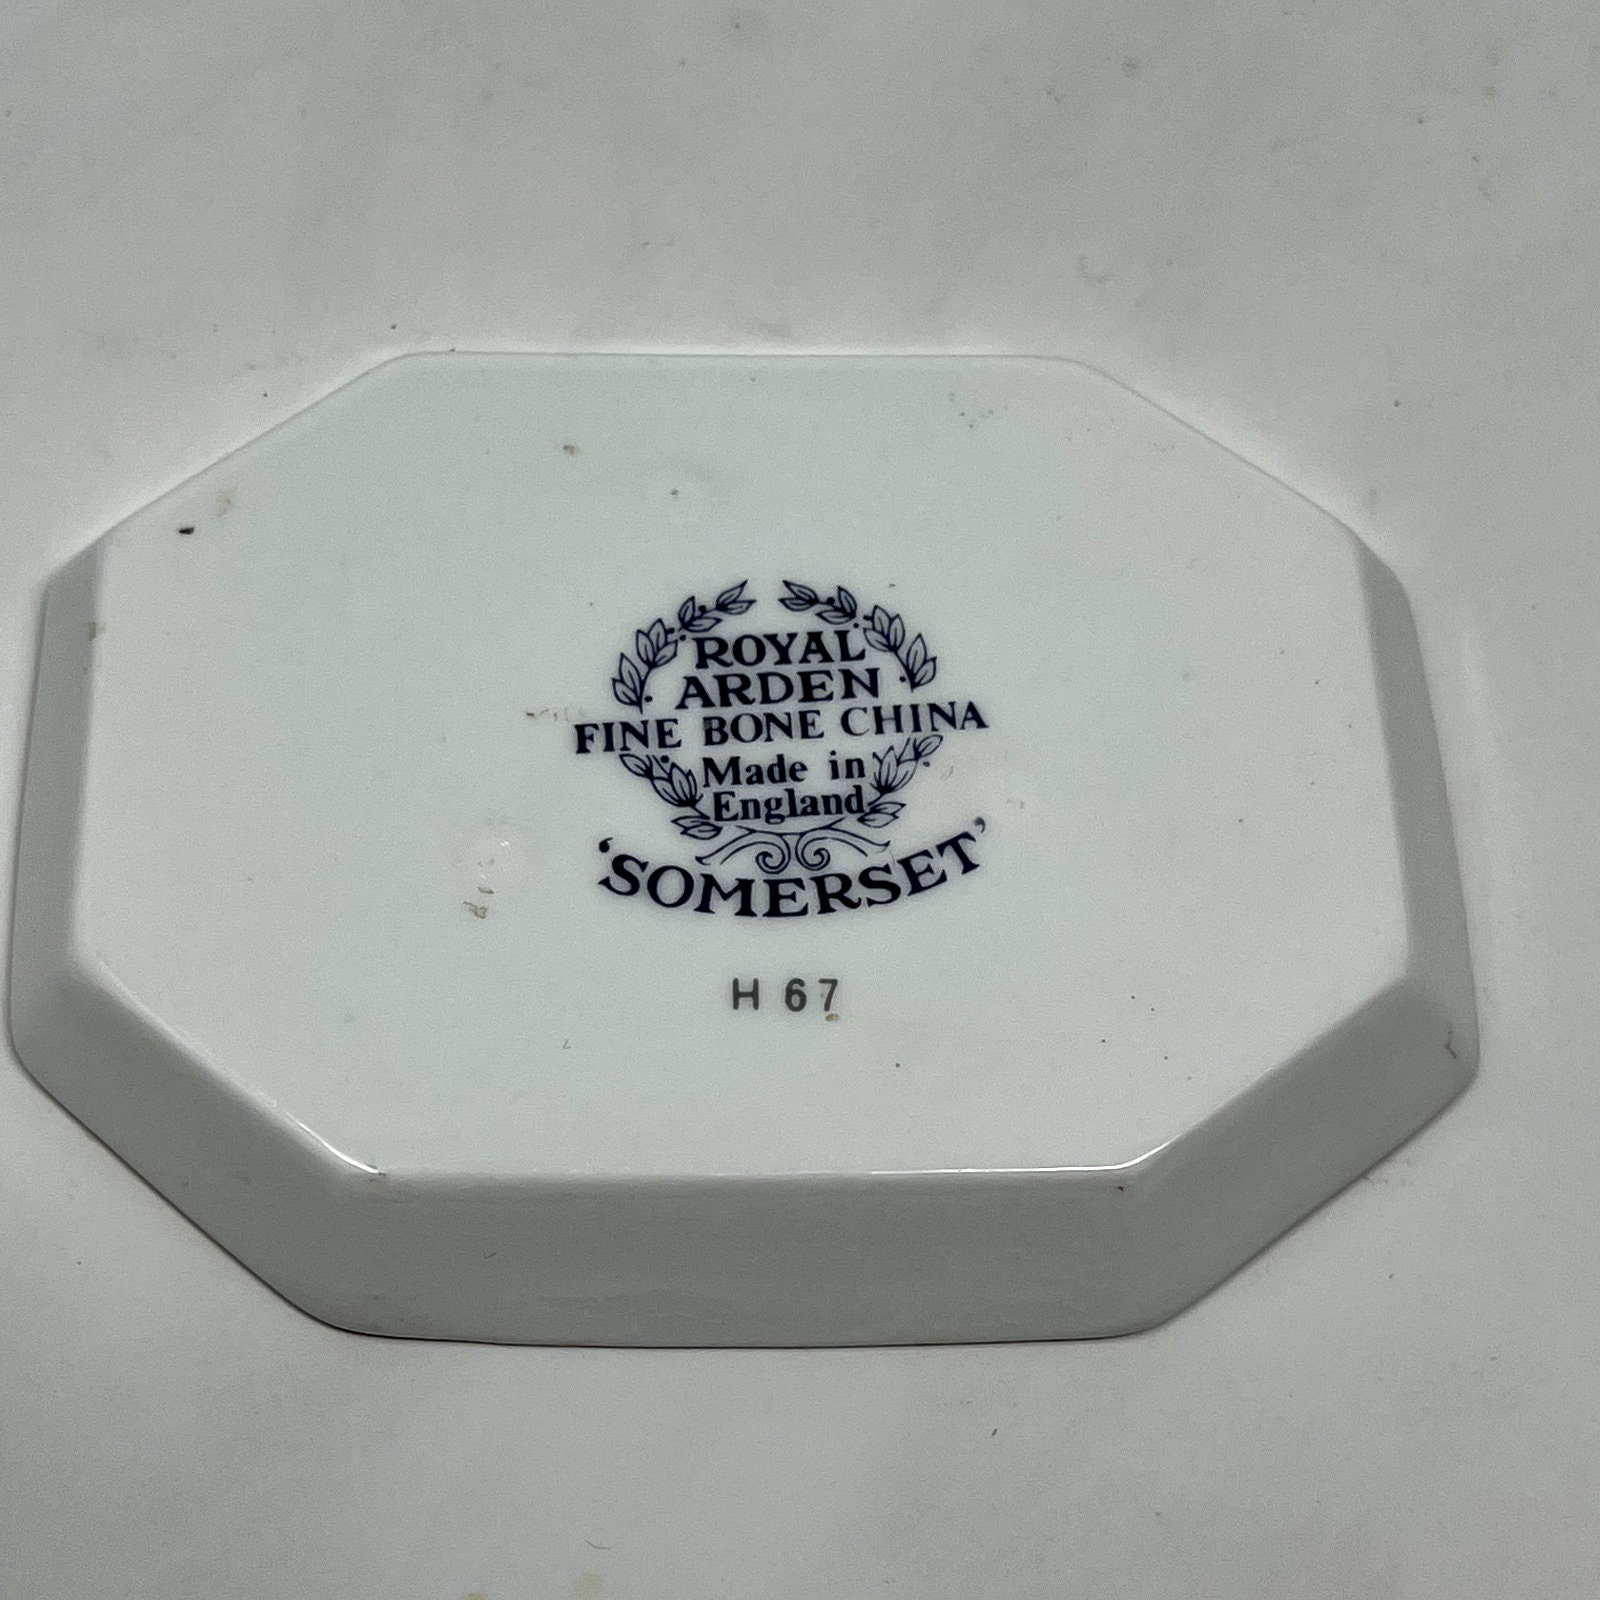 ROYAL
ARDEN
FINE BONE CHINA
Made in
England
'SOMERSET'
H 67